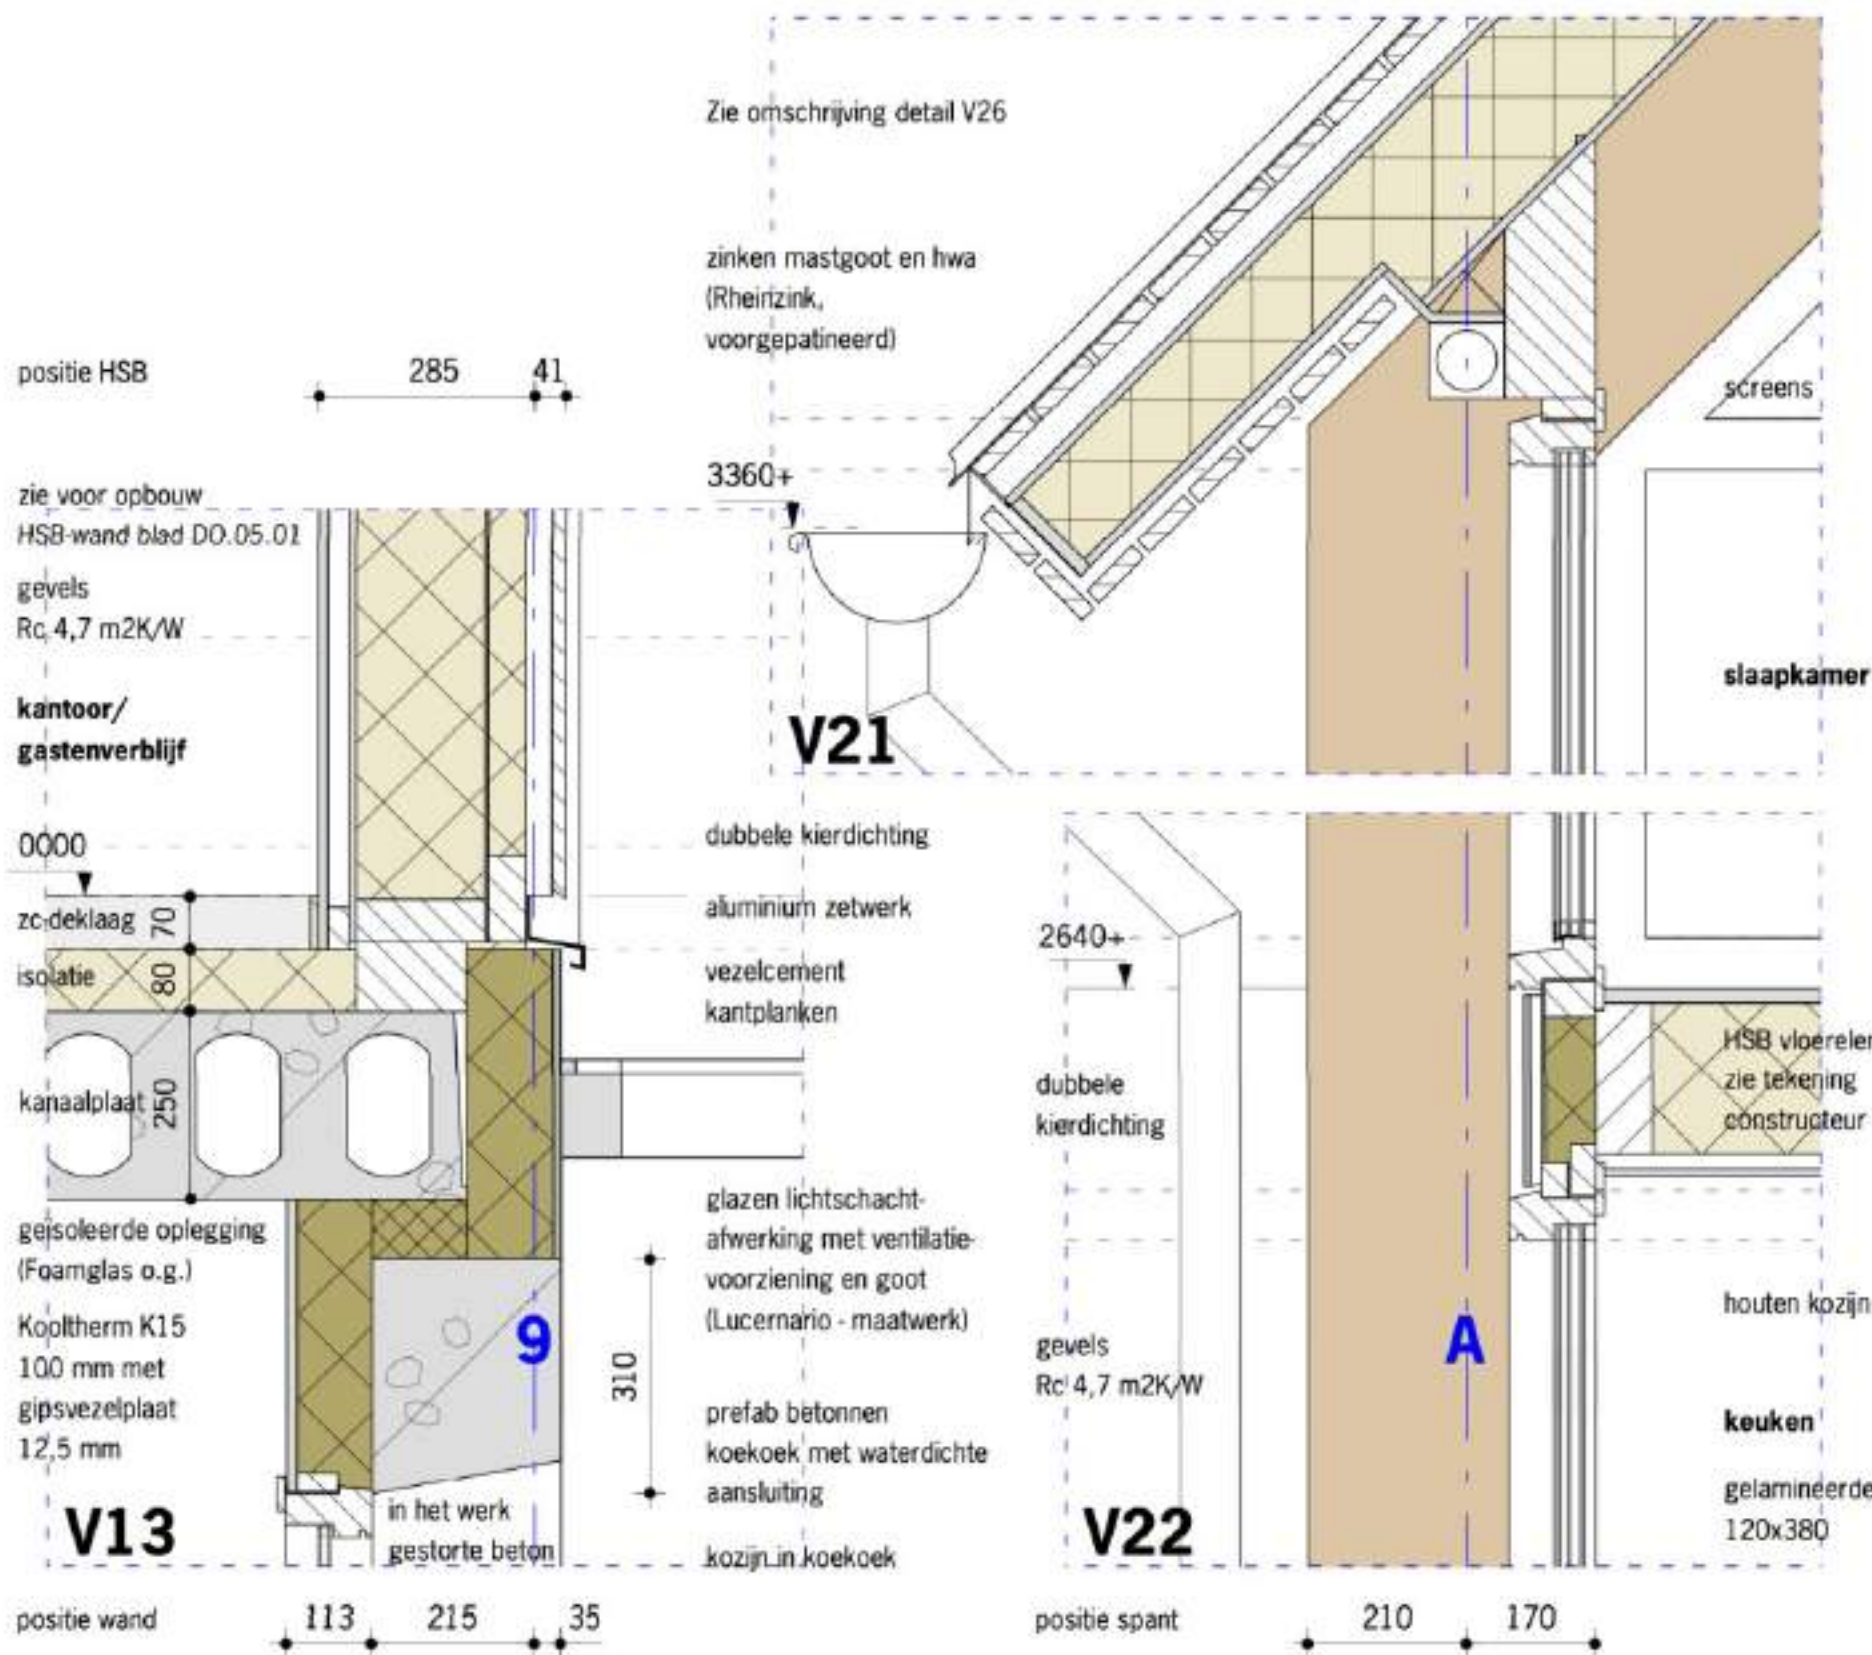 positie HSB
285
41
zie voor opbouw
HSB-wand blad DO.05.01
gevels
Rc 4,7 m2K/W
kantoor/
gastenverblijf
0000
zc-deklaag
70
isolatie
80
kanaalplaat
250
geïsoleerde oplegging
(Foamglas o.g.)
Kooltherm K15
100 mm met
gipsvezelplaat
12,5 mm
V13
in het werk
gestorte beton
9
310
positie wand
113
215
35
Zie omschrijving detail V26
zinken mastgoot en hwa
(Rheinzink,
voorgepatineerd)
3360+
V21
screens
slaapkamer
dubbele kierdichting
aluminium zetwerk
vezelcement
kantplanken
glazen lichtschacht-
afwerking met ventilatie-
voorziening en goot
(Lucernario - maatwerk)
prefab betonnen
koekoek met waterdichte
aansluiting
kozijn in koekoek
2640+
dubbele
kierdichting
gevels
Rc 4,7 m2K/W
V22
A
HSB vloerelem
zie tekening
constructeur
houten kozijn
keuken
gelamineerde
120x380
positie spant
210
170